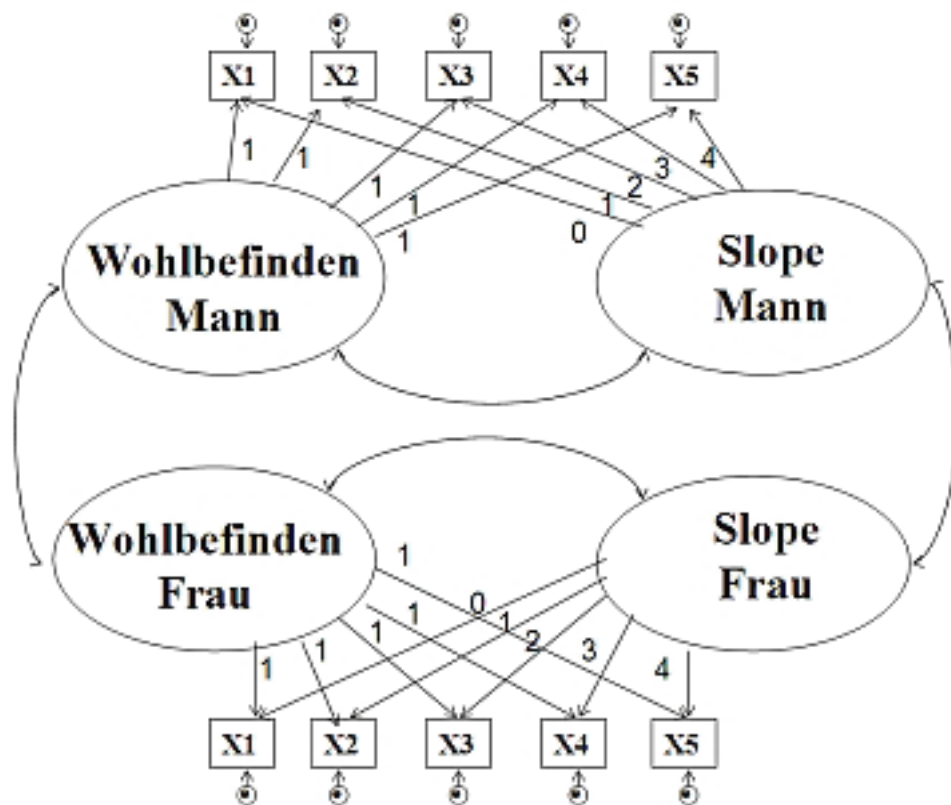 X1 X2 X3 X4 X5
1 1 1 1 1 0 1 2 3 4
Wohlbefinden
Mann
Slope
Mann
Wohlbefinden
Frau
Slope
Frau
1 1 1 1 1 0 1 2 3 4
X1 X2 X3 X4 X5